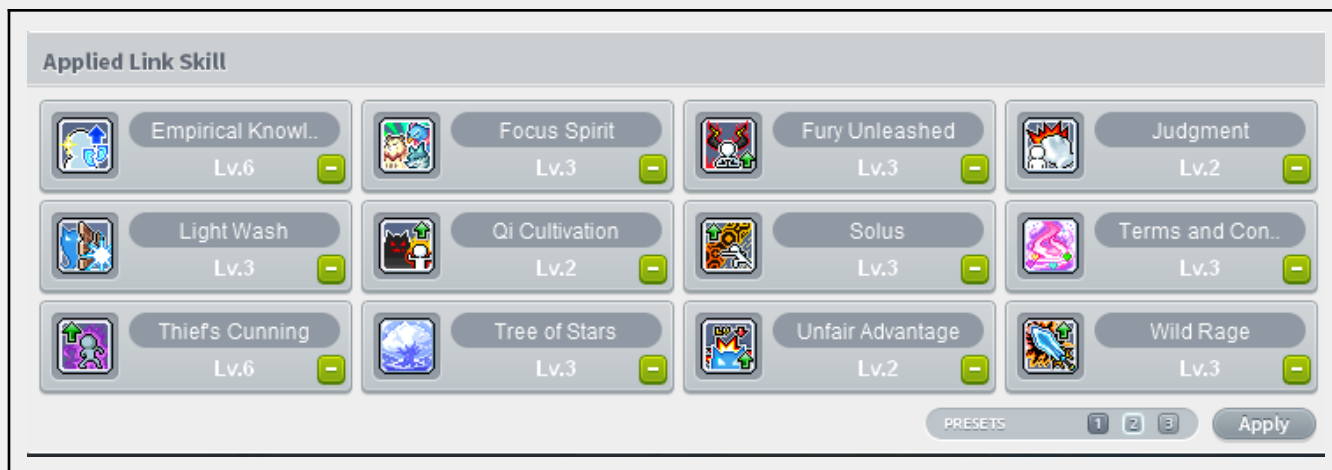 Applied Link Skill
Empirical Knowl..
Lv.6
Focus Spirit
Lv.3
Fury Unleashed
Lv.3
Judgment
Lv.2
Light Wash
Lv.3
Qi Cultivation
Lv.2
Solus
Lv.3
Terms and Con..
Lv.3
Thief's Cunning
Lv.6
Tree of Stars
Lv.3
Unfair Advantage
Lv.2
Wild Rage
Lv.3
PRESETS 1 2 3 Apply